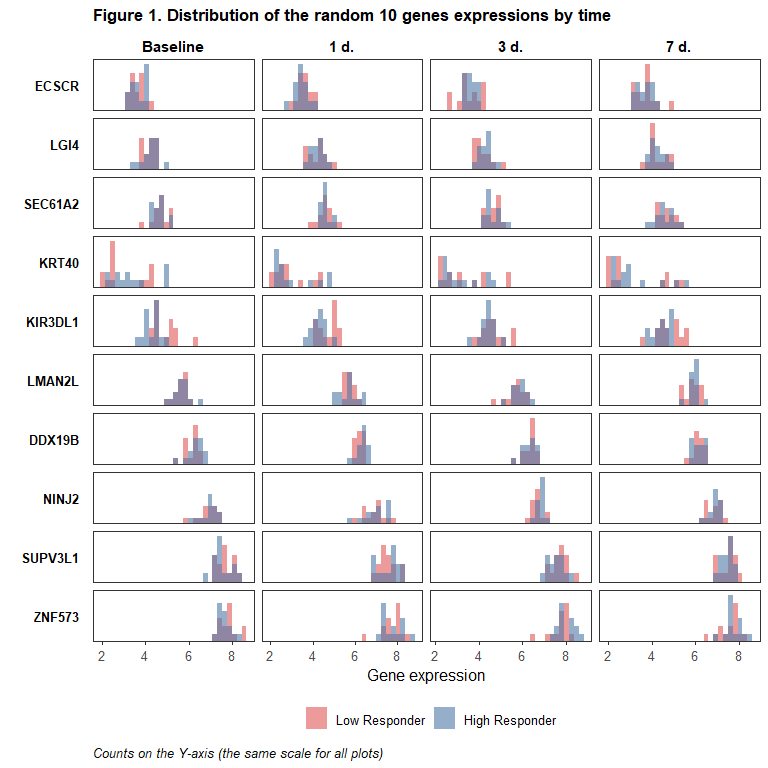 Figure 1. Distribution of the random 10 genes expressions by time
Baseline 1 d. 3 d. 7 d.
ECSCR
LGI4
SEC61A2
KRT40
KIR3DL1
LMAN2L
DDX19B
NINJ2
SUPV3L1
ZNF573
2 4 6 8 2 4 6 8 2 4 6 8 2 4 6 8
Gene expression
Low Responder High Responder
Counts on the Y-axis (the same scale for all plots)